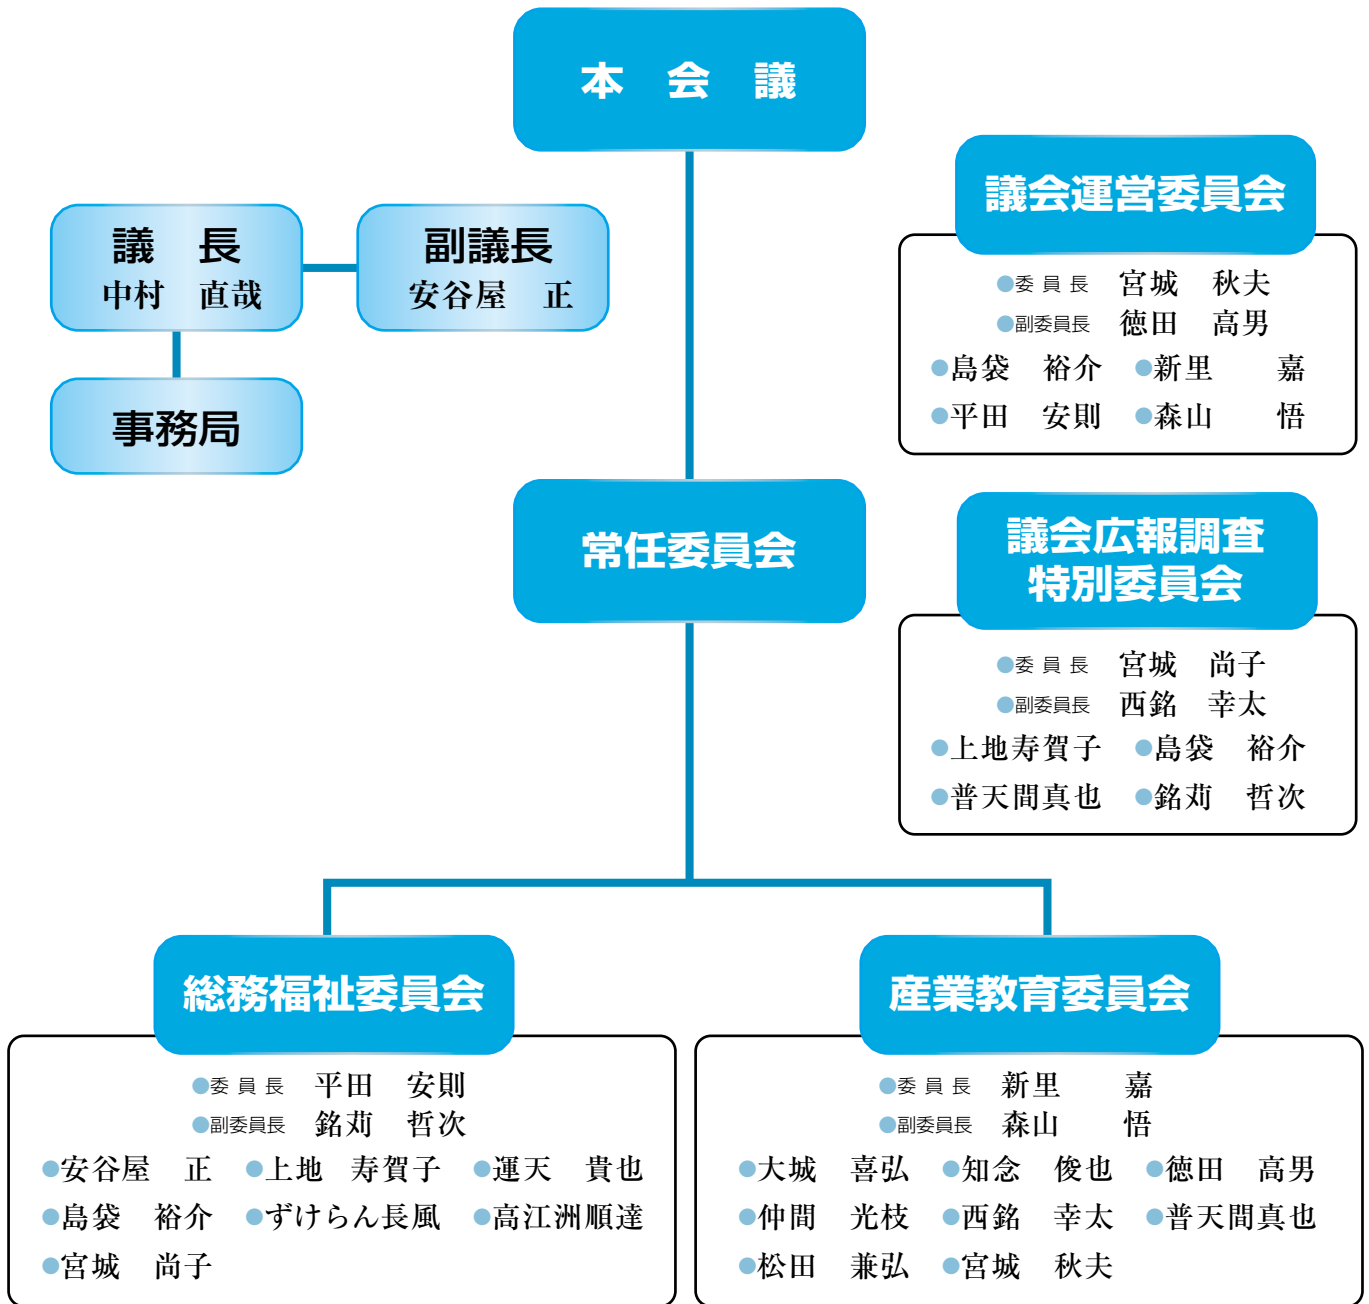 本　会　議
議　長
中村　直哉
副議長
安谷屋　正
事務局
議会運営委員会
●委員長　宮城　秋夫
●副委員長　徳田　高男
●島袋　裕介　●新里　　嘉
●平田　安則　●森山　　悟
常任委員会
議会広報調査
特別委員会
●委員長　宮城　尚子
●副委員長　西銘　幸太
●上地寿賀子　●島袋　裕介
●普天間真也　●銘苅　哲次
総務福祉委員会
●委員長　平田　安則
●副委員長　銘苅　哲次
●安谷屋　正　●上地　寿賀子　●運天　貴也
●島袋　裕介　●ずけらん長風　●高江洲順達
●宮城　尚子
産業教育委員会
●委員長　新里　　嘉
●副委員長　森山　　悟
●大城　喜弘　●知念　俊也　●徳田　高男
●仲間　光枝　●西銘　幸太　●普天間真也
●松田　兼弘　●宮城　秋夫